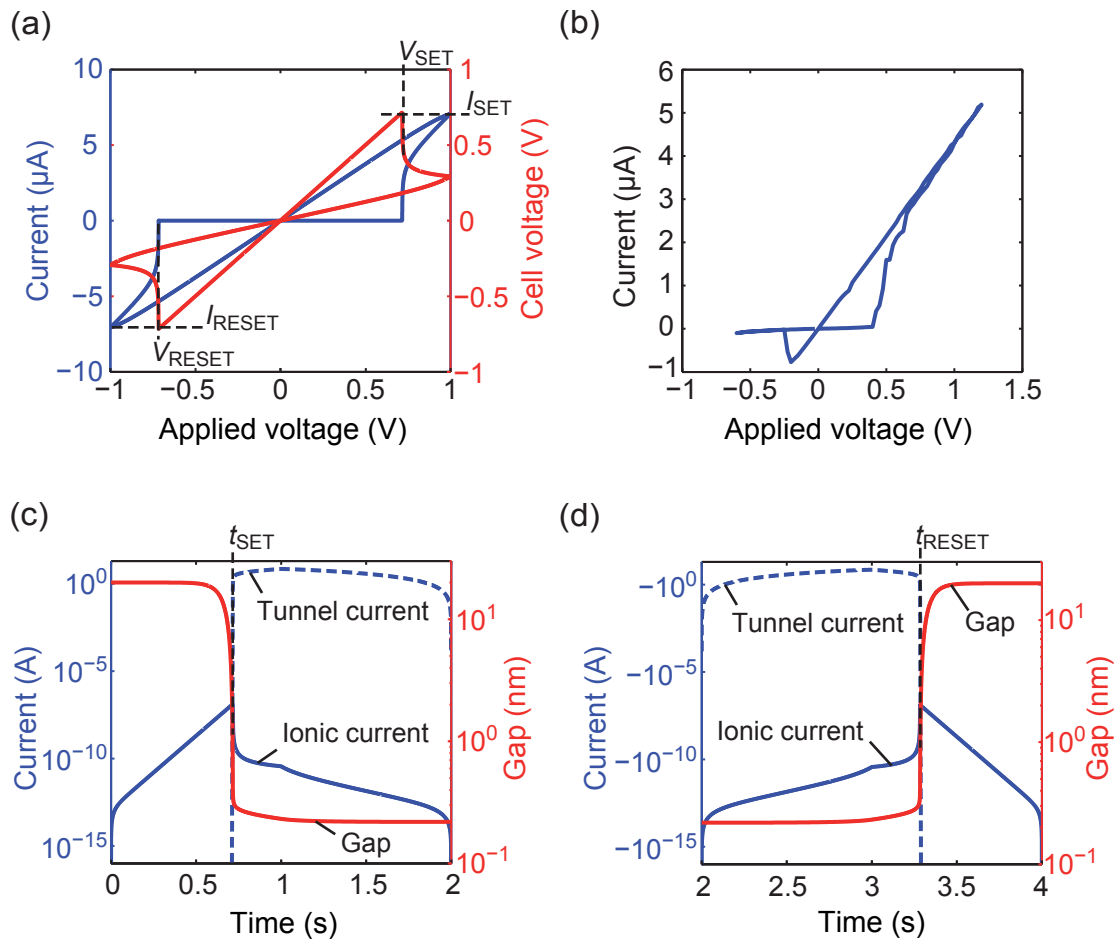 (a)
V_SET
I_SET
I_RESET
V_RESET
10
5
0
−5
−10
1
0.5
0
−0.5
−1
−1
−0.5
0
0.5
1
Current (µA)
Cell voltage (V)
Applied voltage (V)
(b)
6
5
4
3
2
1
0
−1
−1
−0.5
0
0.5
1
1.5
Current (µA)
Applied voltage (V)
(c)
t_SET
Tunnel current
Ionic current
Gap
10^0
10^−5
10^−10
10^−15
10^1
10^0
10^−1
0
0.5
1
1.5
2
Current (A)
Gap (nm)
Time (s)
(d)
t_RESET
Tunnel current
Gap
Ionic current
−10^0
−10^−5
−10^−10
−10^−15
10^1
10^0
10^−1
2
2.5
3
3.5
4
Current (A)
Gap (nm)
Time (s)